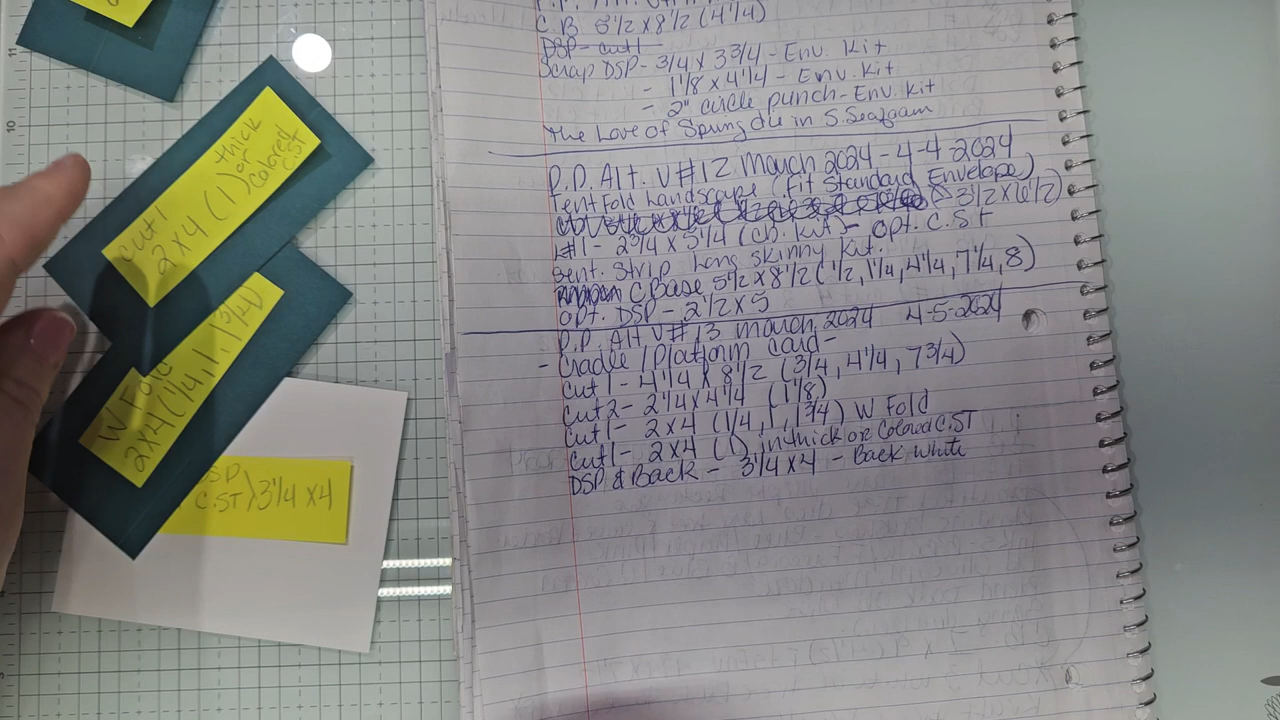 C.B 5 1/2 x 8 1/2 (4 1/4)
DSP - cut 1
Scrap DSP - 3/4 x 3 3/4 - Env. Kit
- 1 1/8 x 4 1/4 - Env. Kit
- 2" circle punch - Env. Kit
The Love of Spring die in S. Seafoam
P.P. Alt. V#12 March 2024 - 4-4-2024
Tentfold Landscape (Fit Standard Envelope)
3 1/2 x (6 1/2)
L#1 - 2 3/4 x 5 1/4 (CB. Kit) - opt. C.ST
Sent. Strip Long Skinny Kit.
C Base 5 1/2 x 8 1/2 (1/2, 1 1/4, 4 1/4, 7 1/4, 8)
opt. DSP - 2 1/2 x 5
P.P. Alt V#13 March 2024 4-5-2024
- Cradle / Platform card -
Cut 1 - 4 1/4 x 8 1/2 (3/4, 4 1/4, 7 3/4)
Cut 2 - 2 1/4 x 4 1/4 (1 1/8)
Cut 1 - 2 x 4 (1/4, 1, 1 3/4) W Fold
Cut 1 - 2 x 4 (1) in thick or Colored C.ST
DSP & Back - 3 1/4 x 4 - Back white
cut 1
2 x 4 (1) thick
or
Colored
C.ST
W Fold
2 x 4 (1/4, 1, 1 3/4)
DSP
C.ST) 3 1/4 x 4